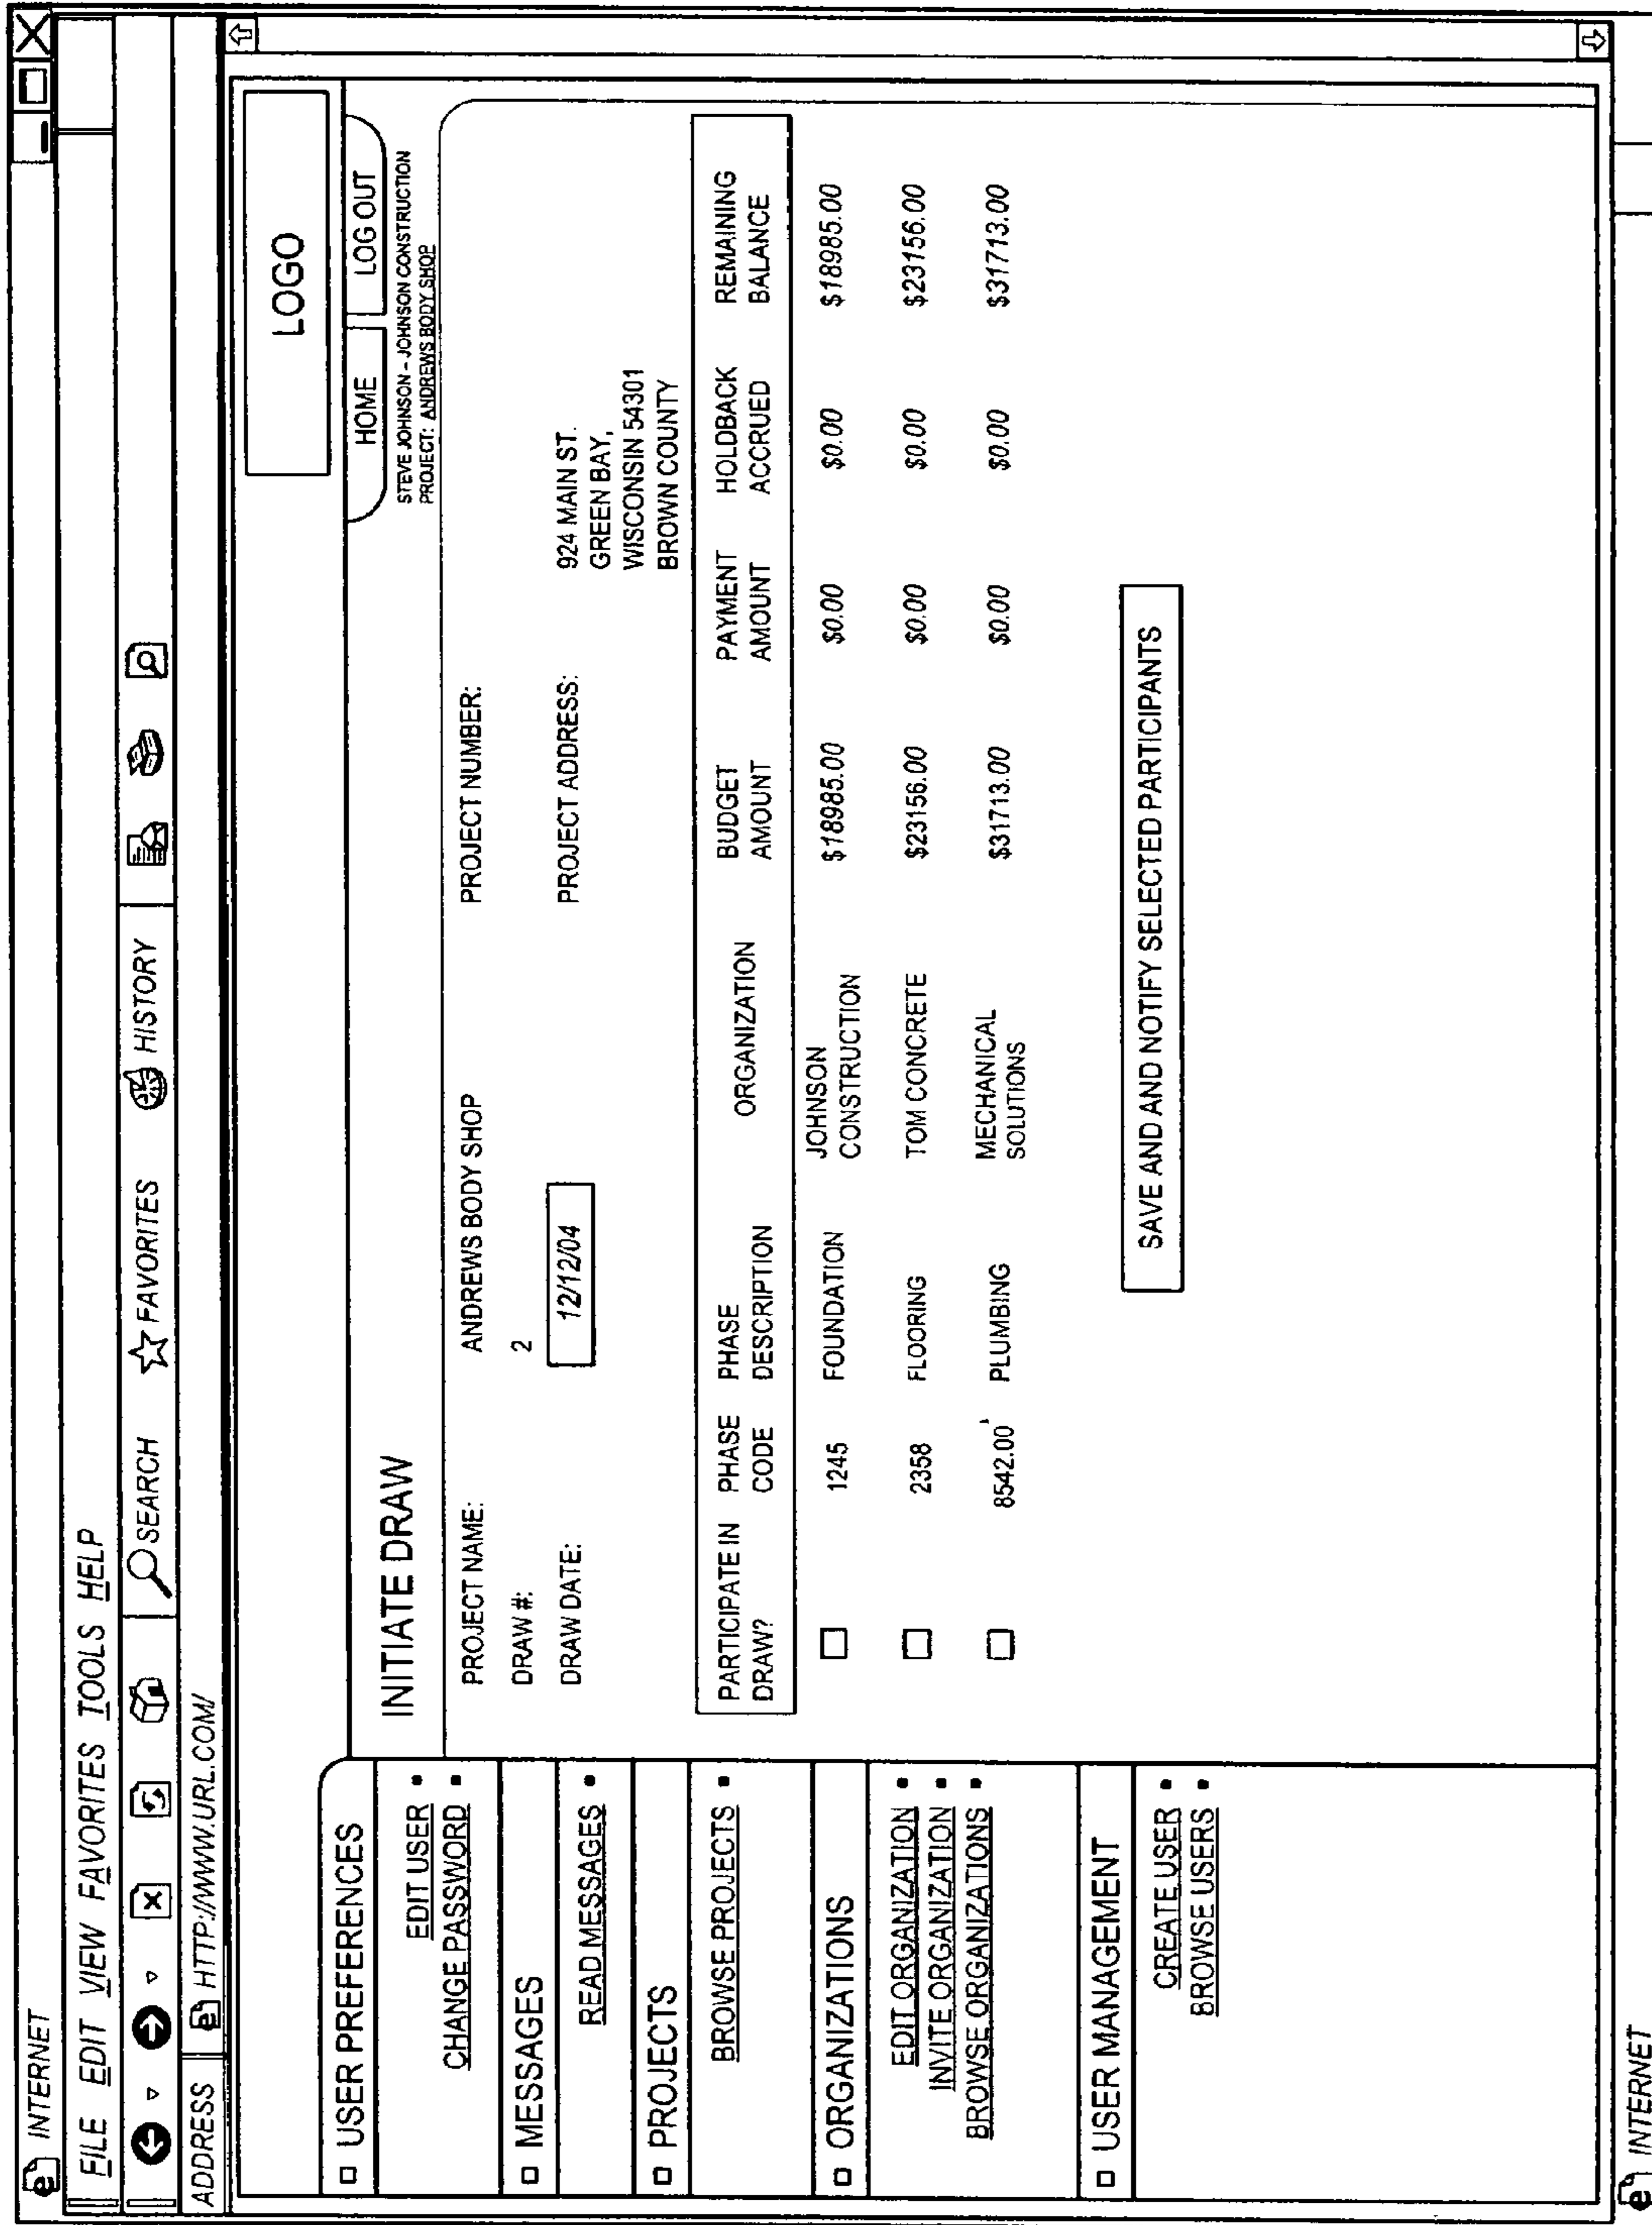 INTERNET
FILE EDIT VIEW FAVORITES TOOLS HELP
SEARCH FAVORITES HISTORY
ADDRESS HTTP://WWW.URL.COM/
LOGO
HOME LOG OUT
STEVE JOHNSON - JOHNSON CONSTRUCTION
PROJECT: ANDREWS BODY SHOP
USER PREFERENCES
EDIT USER
CHANGE PASSWORD
MESSAGES
READ MESSAGES
PROJECTS
BROWSE PROJECTS
ORGANIZATIONS
EDIT ORGANIZATION
INVITE ORGANIZATION
BROWSE ORGANIZATIONS
USER MANAGEMENT
CREATE USER
BROWSE USERS
INITIATE DRAW
PROJECT NAME: ANDREWS BODY SHOP PROJECT NUMBER:
DRAW #: 2
DRAW DATE: 12/12/04 PROJECT ADDRESS: 924 MAIN ST.
GREEN BAY,
WISCONSIN 54301
BROWN COUNTY
PARTICIPATE IN PHASE PHASE ORGANIZATION BUDGET PAYMENT HOLDBACK REMAINING
DRAW? CODE DESCRIPTION AMOUNT AMOUNT ACCRUED BALANCE
1245 FOUNDATION JOHNSON CONSTRUCTION $18985.00 $0.00 $0.00 $18985.00
2358 FLOORING TOM CONCRETE $23156.00 $0.00 $0.00 $23156.00
8542.00 PLUMBING MECHANICAL SOLUTIONS $31713.00 $0.00 $0.00 $31713.00
SAVE AND AND NOTIFY SELECTED PARTICIPANTS
INTERNET